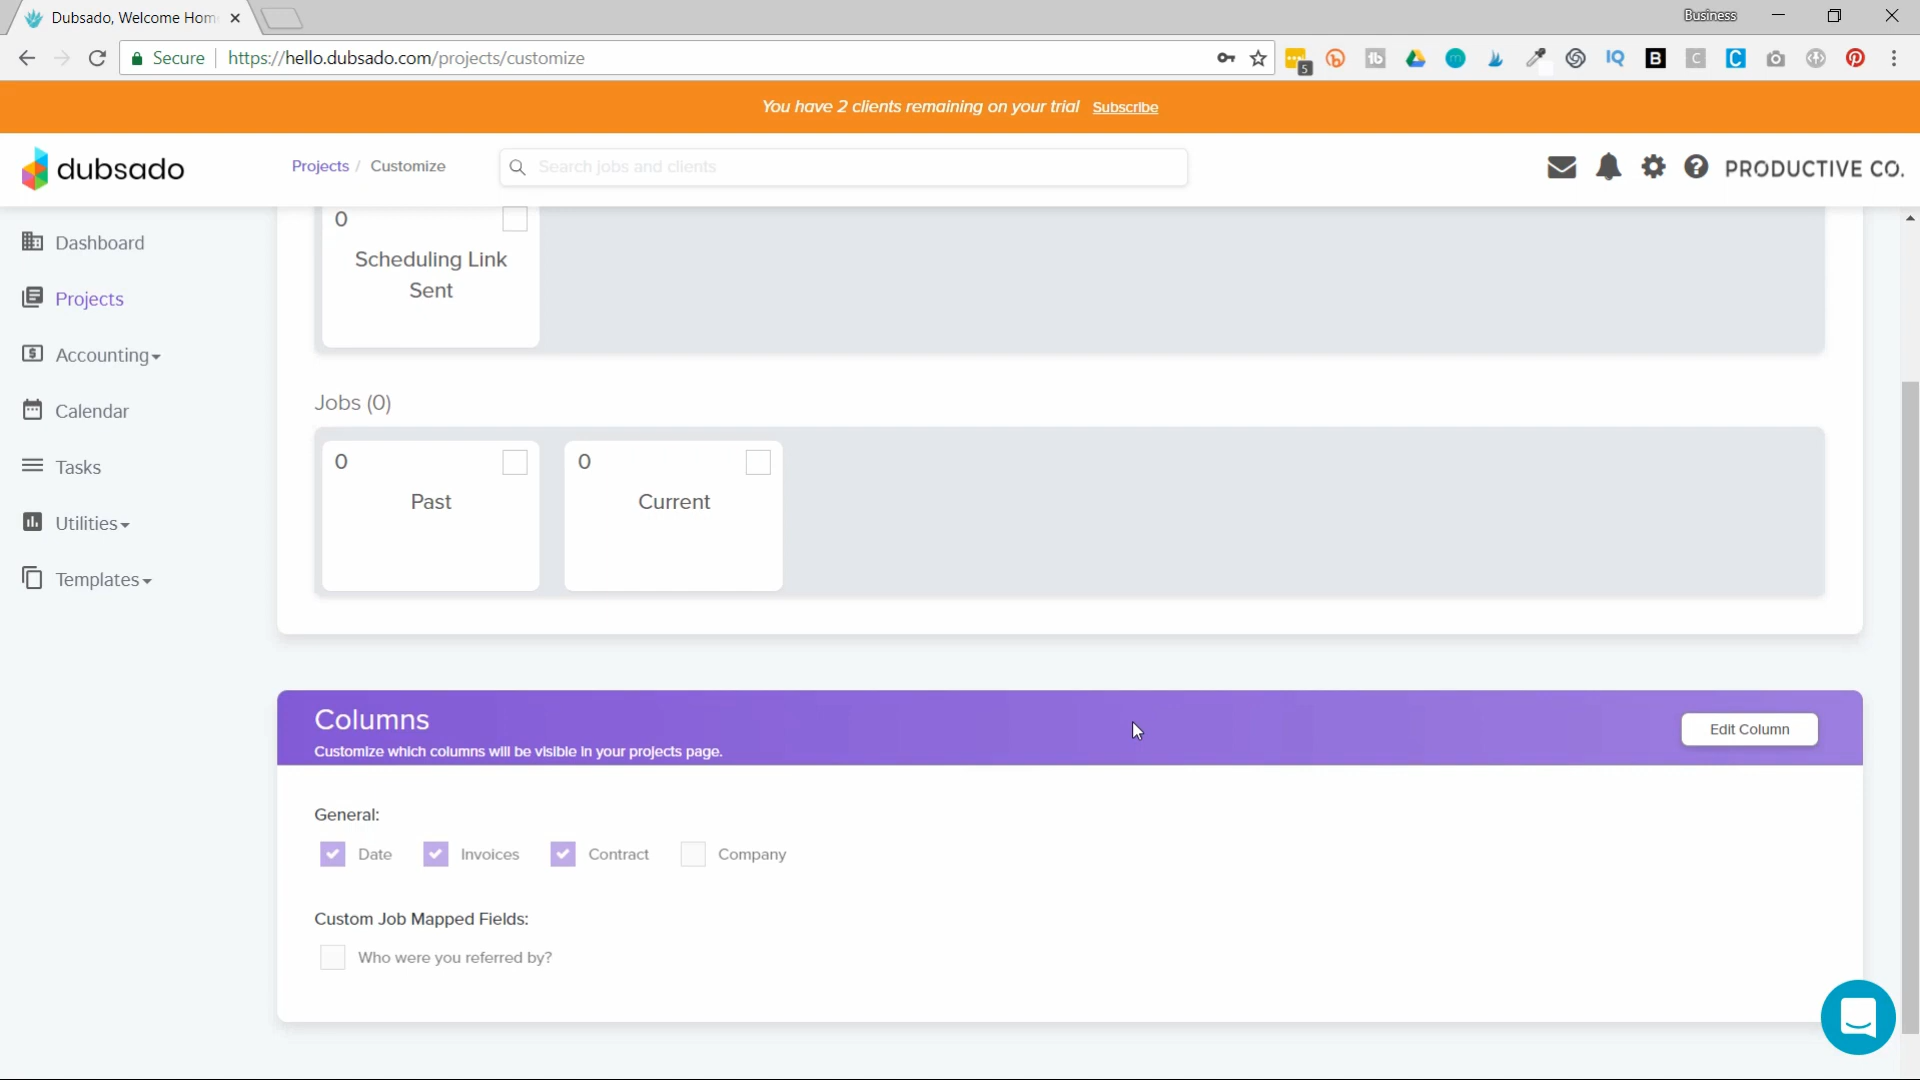 Dubsado, Welcome Hom
Business
Secure
https://hello.dubsado.com/projects/customize
5
You have 2 clients remaining on your trial Subscribe
dubsado
Projects / Customize
Search jobs and clients
PRODUCTIVE CO.
Dashboard
Projects
Accounting
Calendar
Tasks
Utilities
Templates
0
Scheduling Link
Sent
Jobs (0)
0
Past
0
Current
Columns
Customize which columns will be visible in your projects page.
Edit Column
General:
Date Invoices Contract Company
Custom Job Mapped Fields:
Who were you referred by?